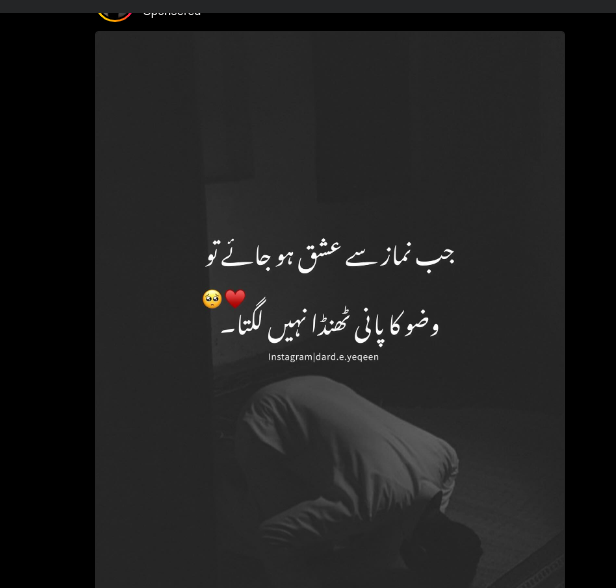 Sponsored
جب نماز سے عشق ہو جائے تو
وضو کا پانی ٹھنڈا نہیں لگتا۔ 🥺♥️
Instagram|dard.e.yeqeen